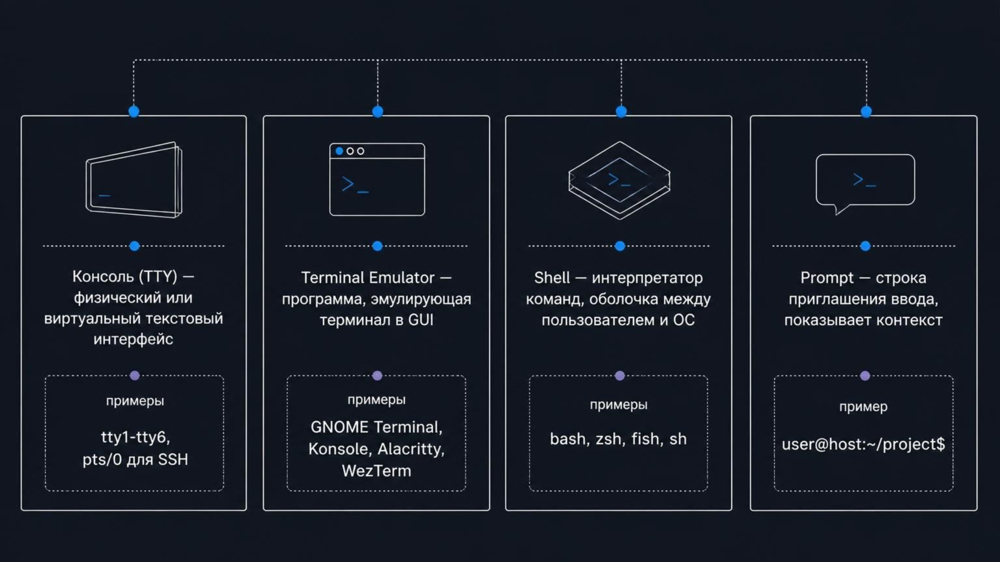 >_
>_
>_
Консоль (TTY) —
физический или
виртуальный текстовый
интерфейс
примеры
tty1-tty6,
pts/0 для SSH
Terminal Emulator —
программа, эмулирующая
терминал в GUI
примеры
GNOME Terminal,
Konsole, Alacritty,
WezTerm
Shell — интерпретатор
команд, оболочка между
пользователем и ОС
примеры
bash, zsh, fish, sh
Prompt — строка
приглашения ввода,
показывает контекст
пример
user@host:~/project$